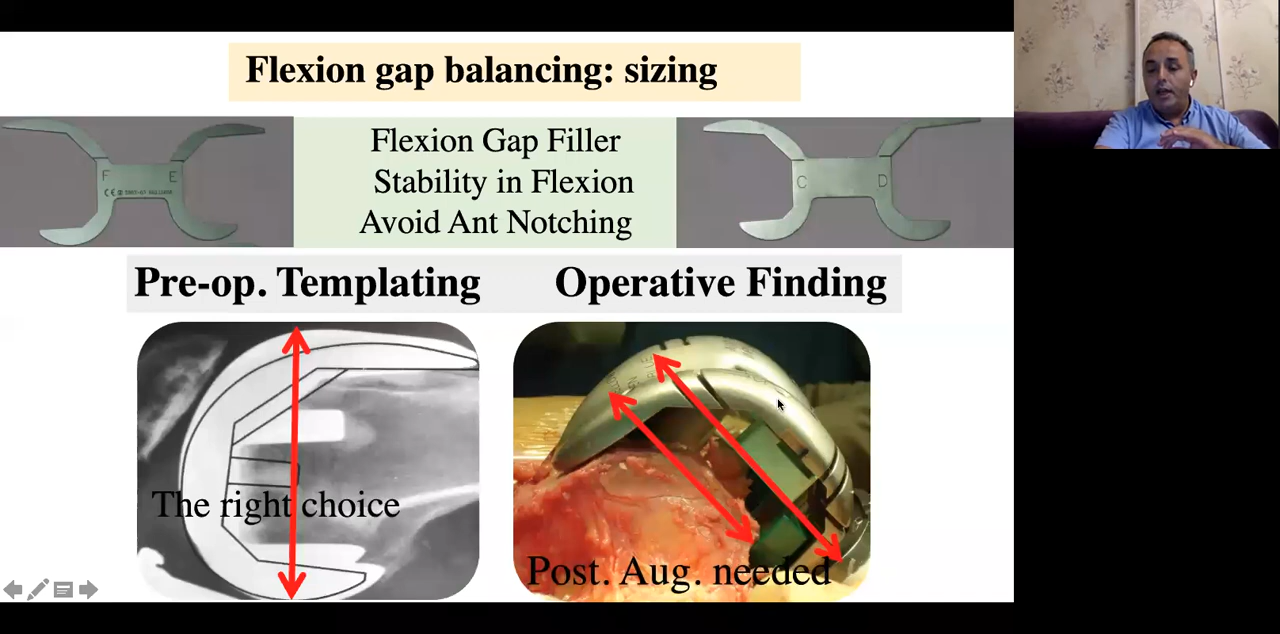 Flexion gap balancing: sizing
F E
C D
Flexion Gap Filler
Stability in Flexion
Avoid Ant Notching
Pre-op. Templating
Operative Finding
The right choice
Post. Aug. needed